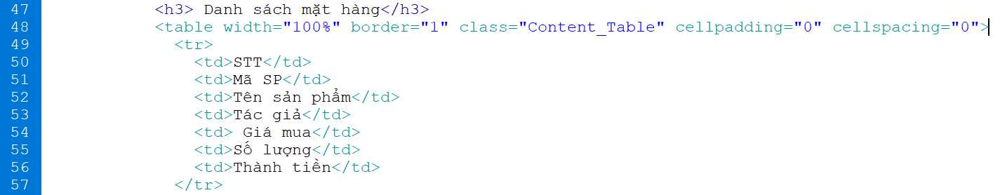 47 <h3> Danh sách mặt hàng</h3>
48 <table width="100%" border="1" class="Content_Table" cellpadding="0" cellspacing="0">
49 <tr>
50 <td>STT</td>
51 <td>Mã SP</td>
52 <td>Tên sản phẩm</td>
53 <td>Tác giả</td>
54 <td> Giá mua</td>
55 <td>Số lượng</td>
56 <td>Thành tiền</td>
57 </tr>